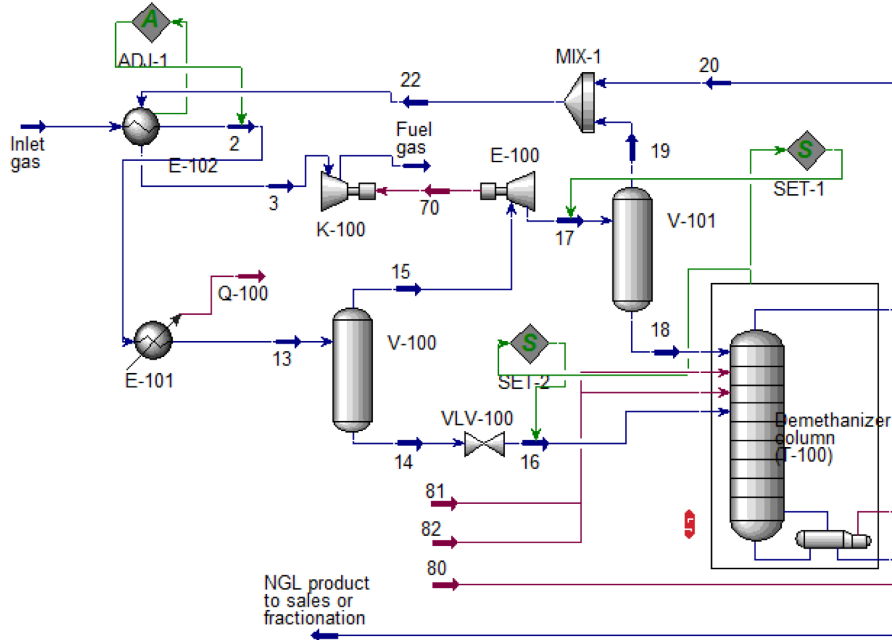 A
ADJ-1
MIX-1
20
22
Inlet
gas
2
E-102
Fuel
gas
E-100
19
S
SET-1
3
K-100
70
17
V-101
15
Q-100
18
13
V-100
E-101
S
SET-2
VLV-100
14
16
Demethanizer
column
(T-100)
81
82
80
NGL product
to sales or
fractionation